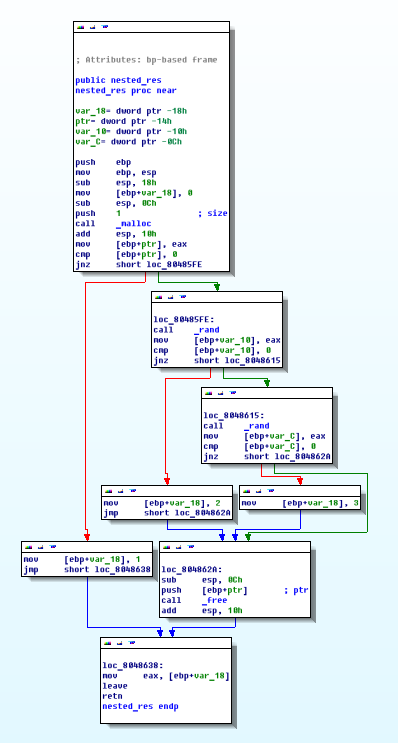 ; Attributes: bp-based frame
public nested_res
nested_res proc near
var_18= dword ptr -18h
ptr= dword ptr -14h
var_10= dword ptr -10h
var_C= dword ptr -0Ch
push ebp
mov ebp, esp
sub esp, 18h
mov [ebp+var_18], 0
sub esp, 0Ch
push 1 ; size
call _malloc
add esp, 10h
mov [ebp+ptr], eax
cmp [ebp+ptr], 0
jnz short loc_80485FE
loc_80485FE:
call _rand
mov [ebp+var_10], eax
cmp [ebp+var_10], 0
jnz short loc_8048615
loc_8048615:
call _rand
mov [ebp+var_C], eax
cmp [ebp+var_C], 0
jnz short loc_804862A
mov [ebp+var_18], 2
jmp short loc_804862A
mov [ebp+var_18], 3
mov [ebp+var_18], 1
jmp short loc_8048638
loc_804862A:
sub esp, 0Ch
push [ebp+ptr] ; ptr
call _free
add esp, 10h
loc_8048638:
mov eax, [ebp+var_18]
leave
retn
nested_res endp